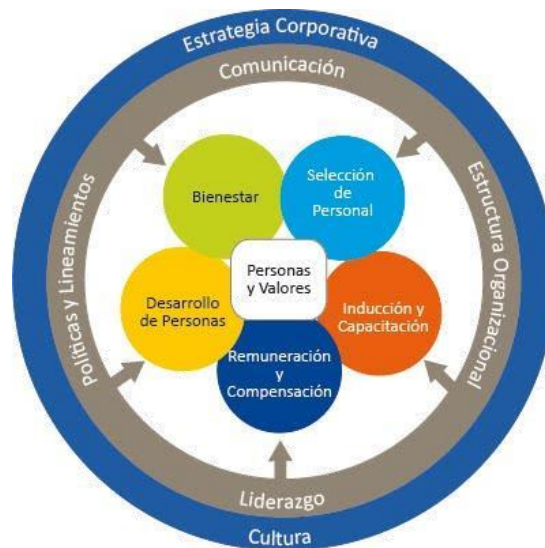 Estrategia Corporativa
Comunicación
Políticas y Lineamientos
Estructura Organizacional
Bienestar
Selección
de
Personal
Personas
y Valores
Desarrollo
de Personas
Inducción y
Capacitación
Remuneración
y
Compensación
Liderazgo
Cultura